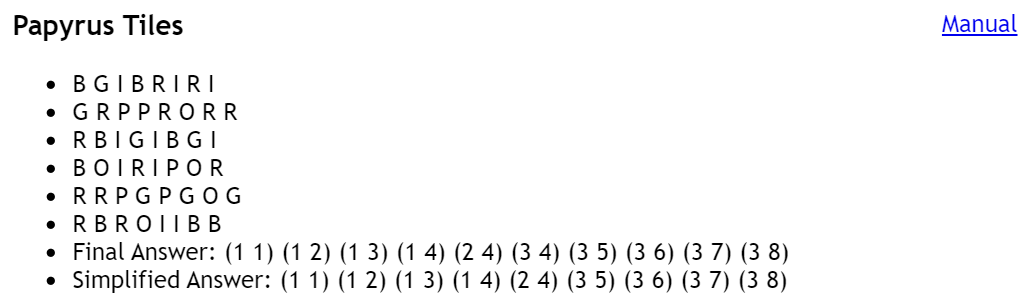 Papyrus Tiles
Manual
B G I B R I R I
G R P P R O R R
R B I G I B G I
B O I R I P O R
R R P G P G O G
R B R O I I B B
Final Answer: (1 1) (1 2) (1 3) (1 4) (2 4) (3 4) (3 5) (3 6) (3 7) (3 8)
Simplified Answer: (1 1) (1 2) (1 3) (1 4) (2 4) (3 5) (3 6) (3 7) (3 8)